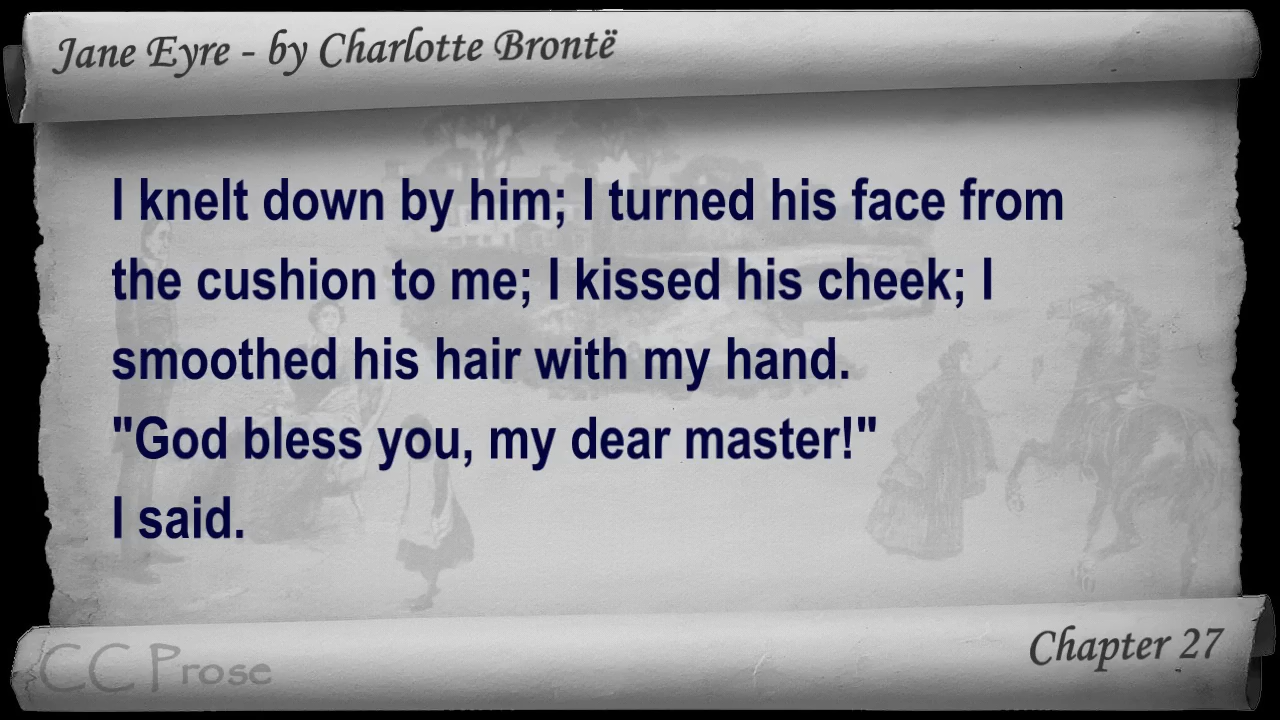 Jane Eyre - by Charlotte Brontë
I knelt down by him; I turned his face from
the cushion to me; I kissed his cheek; I
smoothed his hair with my hand.
"God bless you, my dear master!"
I said.
CC Prose
Chapter 27